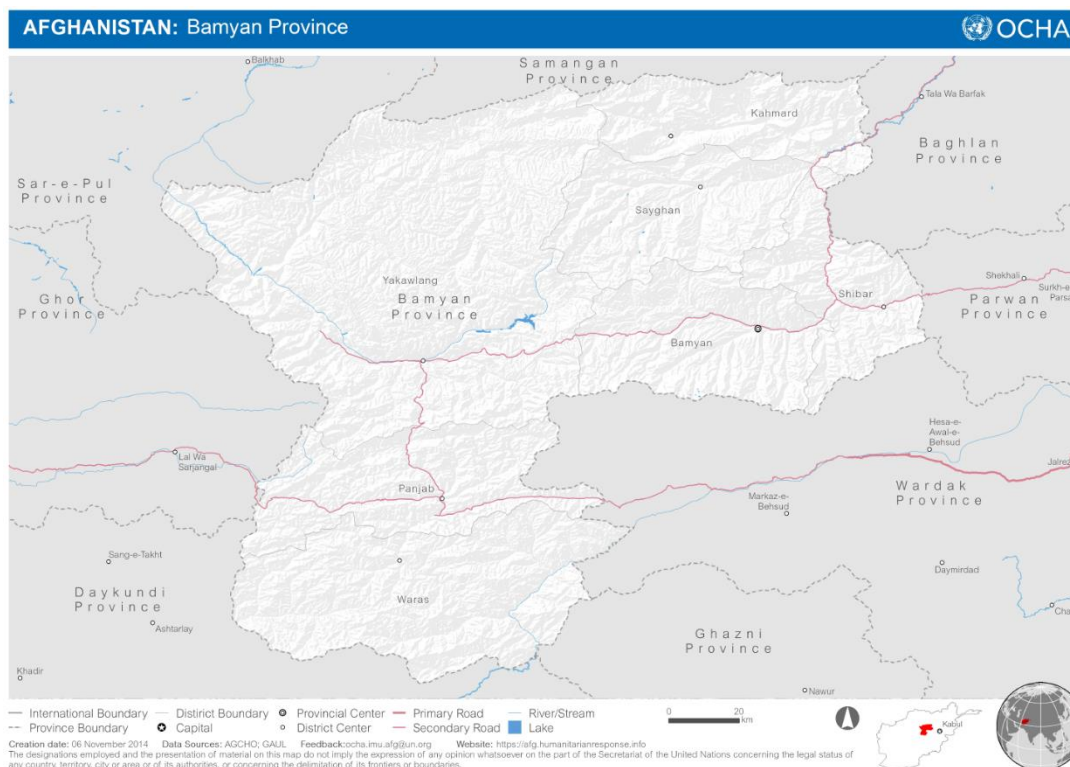 AFGHANISTAN: Bamyan Province
OCHA
Balkhab
Samangan
Province
Tala Wa Barfak
Kahmard
Baghlan
Province
Sar-e-Pul
Province
Sayghan
Yakawlang
Bamyan
Province
Ghor
Province
Shekhali
Surkh-e
Parsa
Shibar
Parwan
Province
Bamyan
Hesa-e-
Awal-e-
Behsud
Lal Wa
Sarjangal
Jalrez
Panjab
Wardak
Province
Markaz-e-
Behsud
Sang-e-Takht
Daymirdad
Daykundi
Province
Waras
Cha
Ashtarlay
Ghazni
Province
Khadir
Nawur
International Boundary
District Boundary
Provincial Center
Primary Road
River/Stream
0 20
km
Province Boundary
Capital
District Center
Secondary Road
Lake
Kabul
Creation date: 06 November 2014 Data Sources: AGCHO; GAUL Feedback:ocha.imu.afg@un.org Website: https://afg.humanitarianresponse.info
The designations employed and the presentation of material on this map do not imply the expression of any opinion whatsoever on the part of the Secretariat of the United Nations concerning the legal status of
any country, territory, city or area or of its authorities, or concerning the delimitation of its frontiers or boundaries.